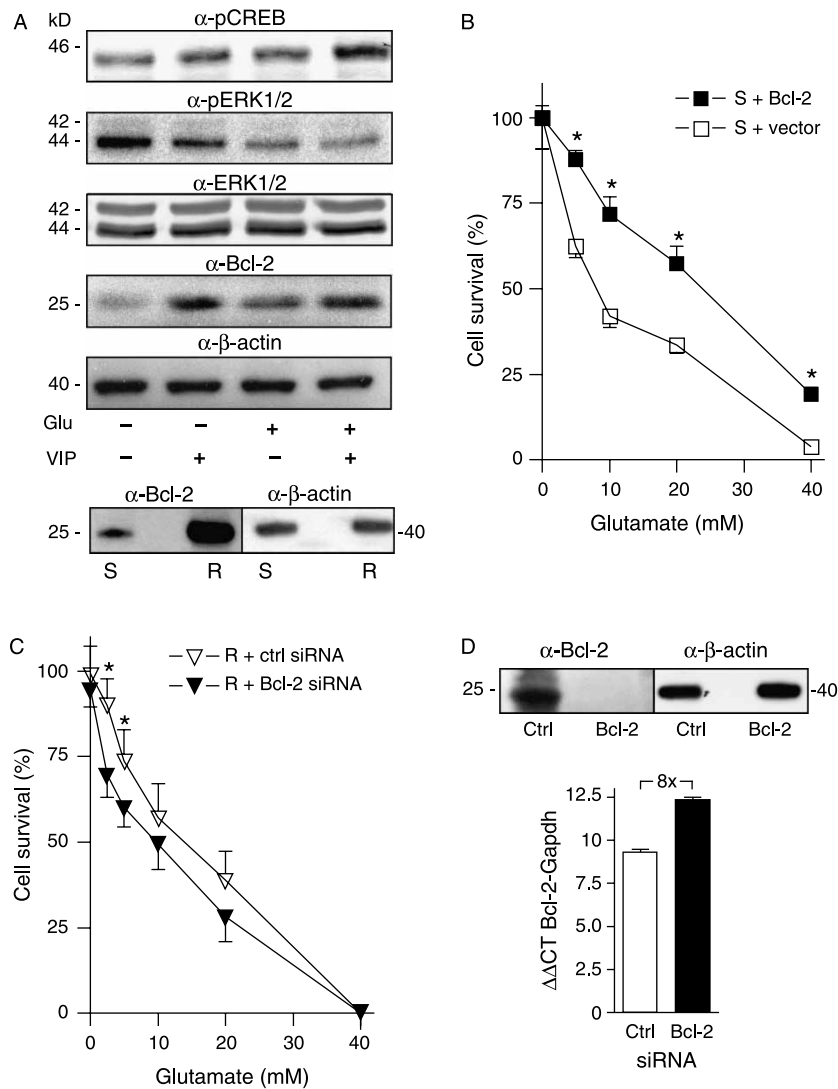 A
kD
α-pCREB
46 -
α-pERK1/2
42 -
44 -
α-ERK1/2
42 -
44 -
α-Bcl-2
25 -
α-β-actin
40 -
Glu – – + +
VIP – + – +
α-Bcl-2 α-β-actin
25 - -40
S R S R
B
S + Bcl-2
S + vector
100
75
50
25
0
* * * *
Cell survival (%)
0 10 20 30 40
Glutamate (mM)
C
R + ctrl siRNA
R + Bcl-2 siRNA
100
75
50
25
0
* *
Cell survival (%)
0 10 20 30 40
Glutamate (mM)
D
α-Bcl-2 α-β-actin
25 - -40
Ctrl Bcl-2 Ctrl Bcl-2
8x
12.5
10.0
7.5
5.0
2.5
0
ΔΔCT Bcl-2-Gapdh
Ctrl Bcl-2
siRNA